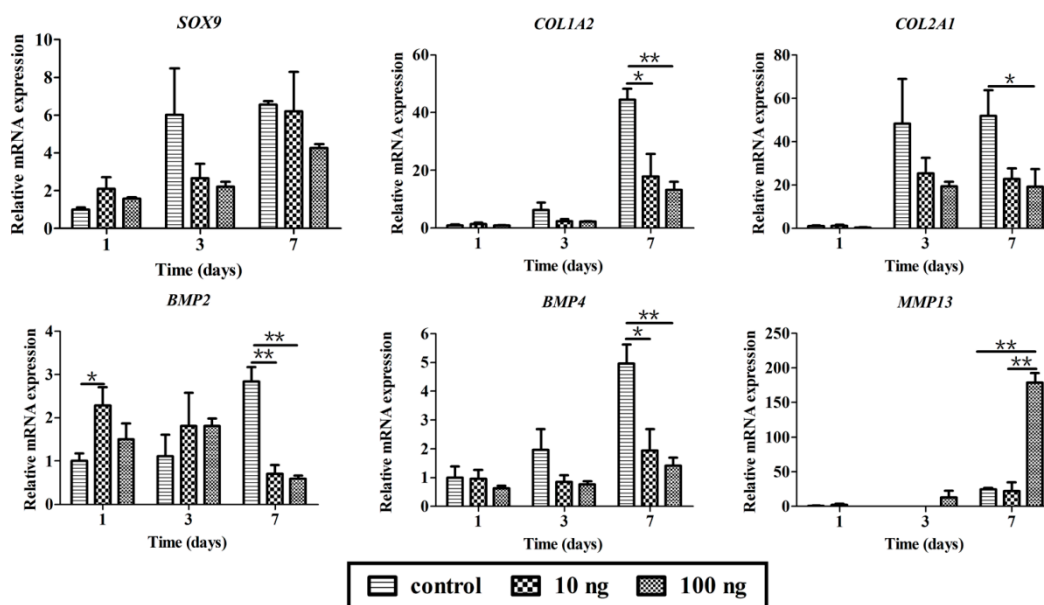 SOX9
Relative mRNA expression
10
8
6
4
2
0
1 3 7
Time (days)
COL1A2
Relative mRNA expression
60
40
20
0
**
*
1 3 7
Time (days)
COL2A1
Relative mRNA expression
80
60
40
20
0
*
1 3 7
Time (days)
BMP2
Relative mRNA expression
4
3
2
1
0
*
**
**
1 3 7
Time (days)
BMP4
Relative mRNA expression
6
5
4
3
2
1
0
**
*
1 3 7
Time (days)
MMP13
Relative mRNA expression
250
200
150
100
50
0
**
**
1 3 7
Time (days)
control 10 ng 100 ng